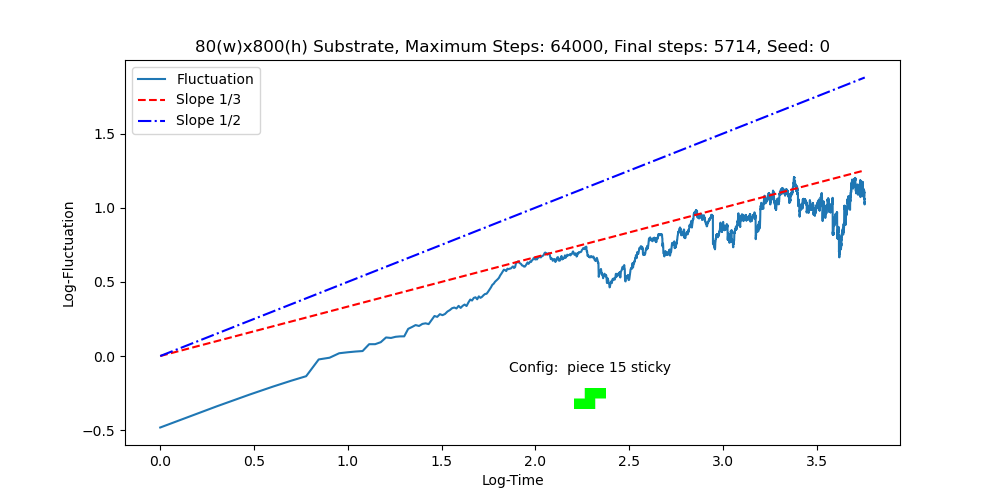 80(w)x800(h) Substrate, Maximum Steps: 64000, Final steps: 5714, Seed: 0
Fluctuation
Slope 1/3
Slope 1/2
1.5
1.0
0.5
0.0
−0.5
Log-Fluctuation
Config:  piece 15 sticky
0.0 0.5 1.0 1.5 2.0 2.5 3.0 3.5
Log-Time